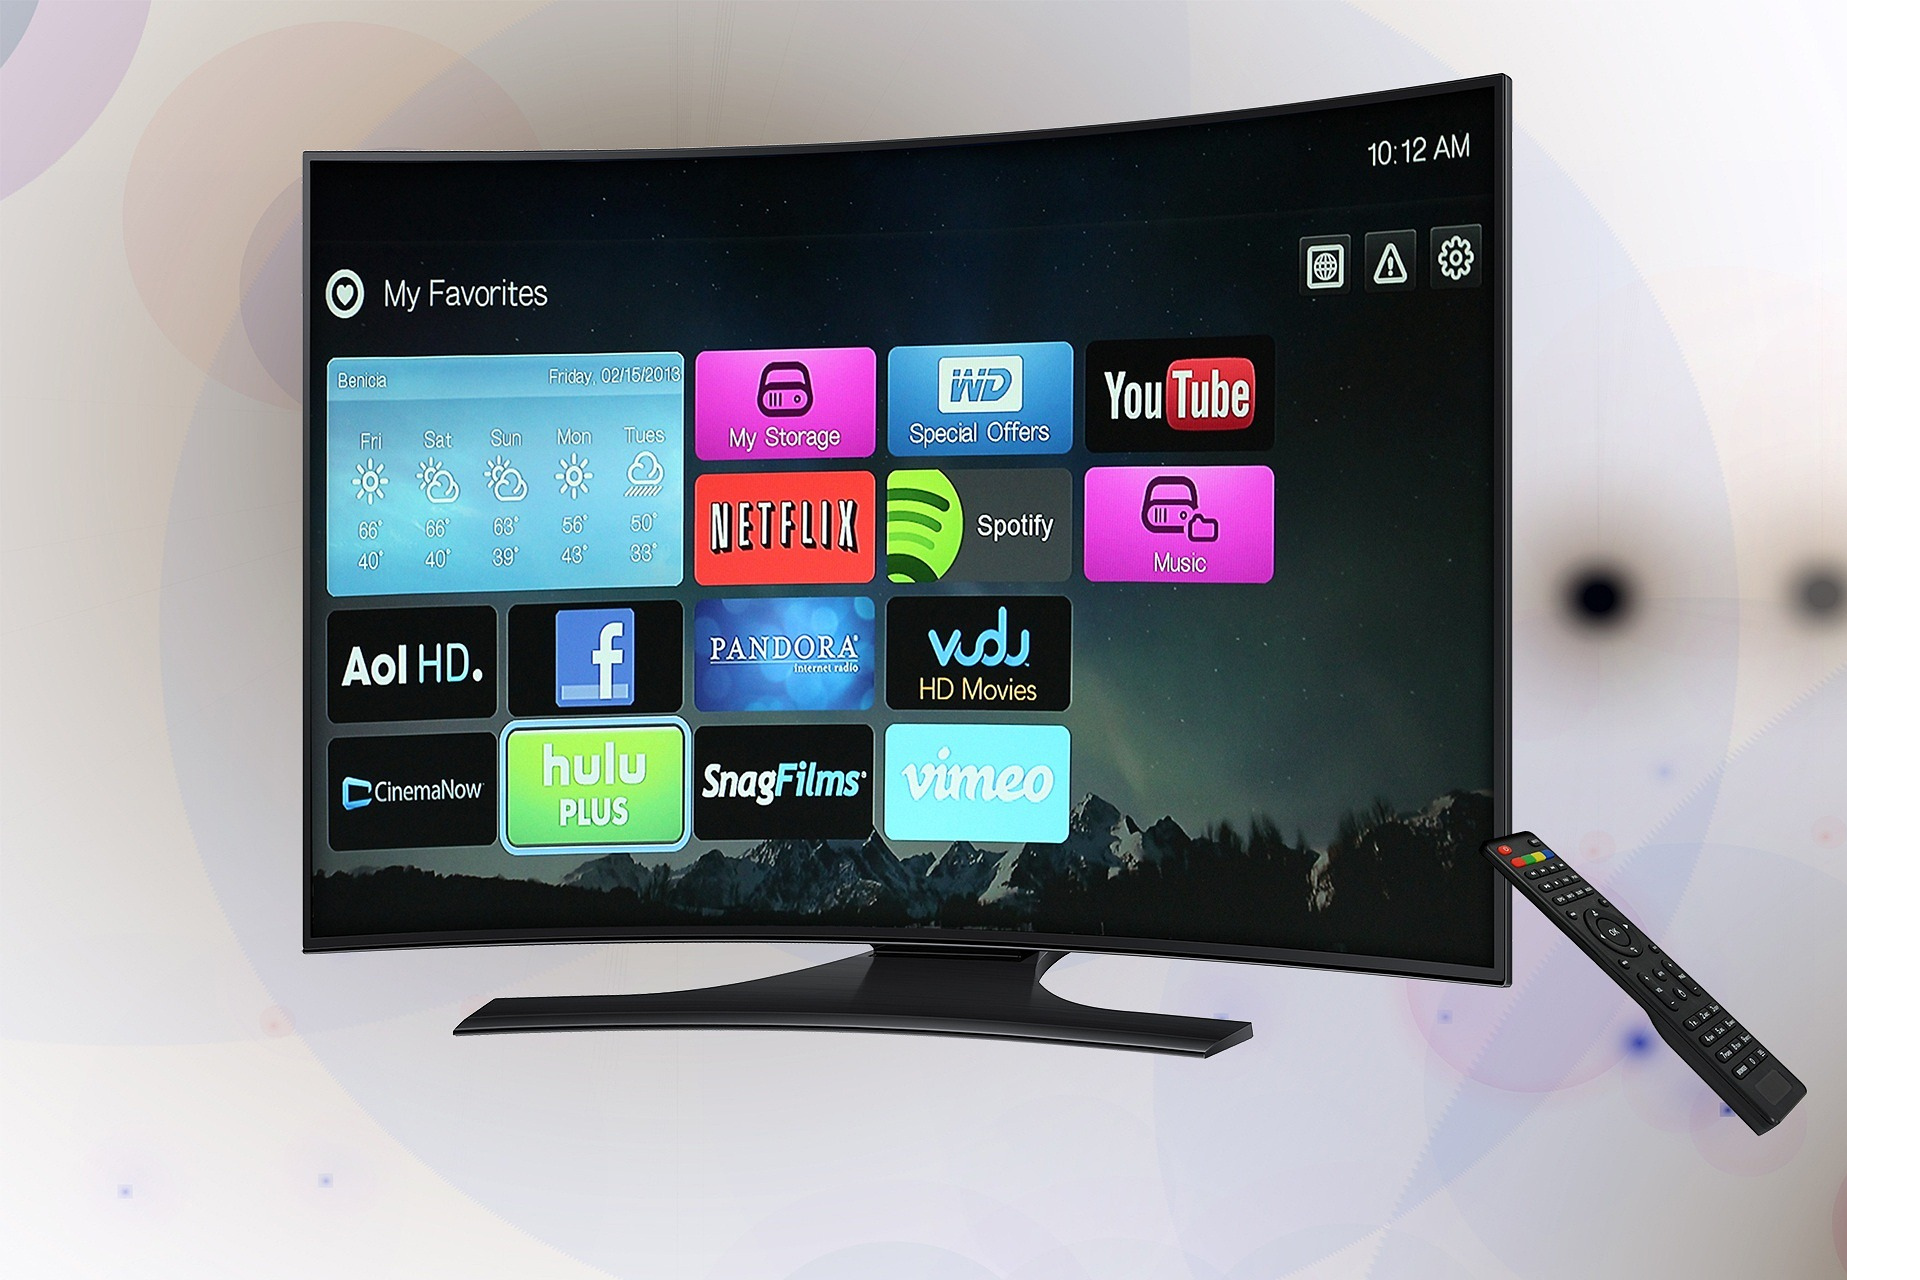 10:12 AM
My Favorites
Benicia
Friday, 02/15/2013
Fri Sat Sun Mon Tues
66° 66° 63° 56° 50°
40° 40° 39° 43° 33°
My Storage
WD
Special Offers
YouTube
NETFLIX
Spotify
Music
Aol HD.
f
PANDORA®
internet radio
vudu
HD Movies
CinemaNow
hulu
PLUS
SnagFilms
vimeo
OK